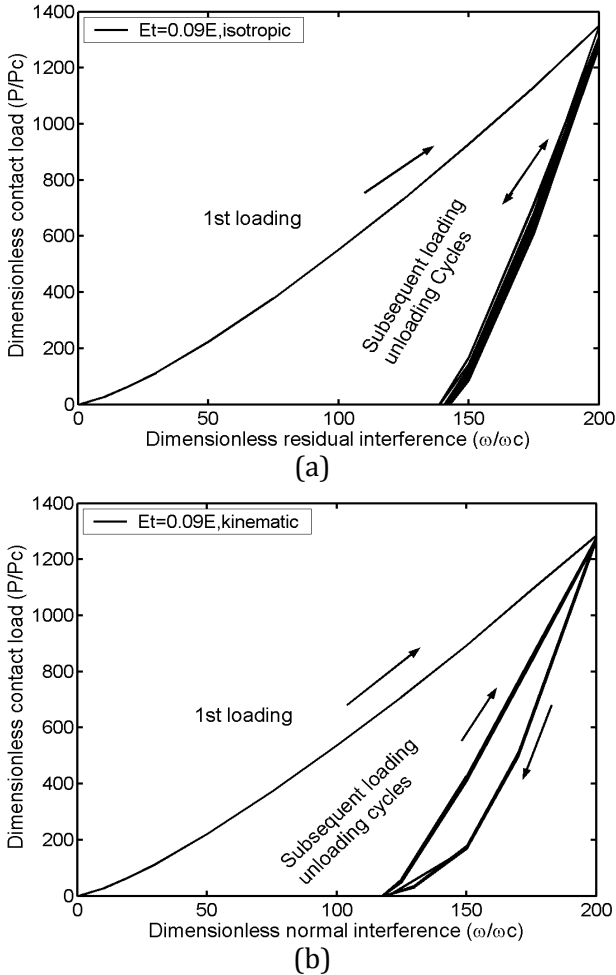 Et=0.09E,isotropic
Dimensionless contact load (P/Pc)
1400
1200
1000
800
600
400
200
0
1st loading
Subsequent loading
unloading Cycles
0 50 100 150 200
Dimensionless residual interference (ω/ωc)
(a)
Et=0.09E,kinematic
Dimensionless contact load (P/Pc)
1400
1200
1000
800
600
400
200
0
1st loading
Subsequent loading
unloading cycles
0 50 100 150 200
Dimensionless normal interference (ω/ωc)
(b)